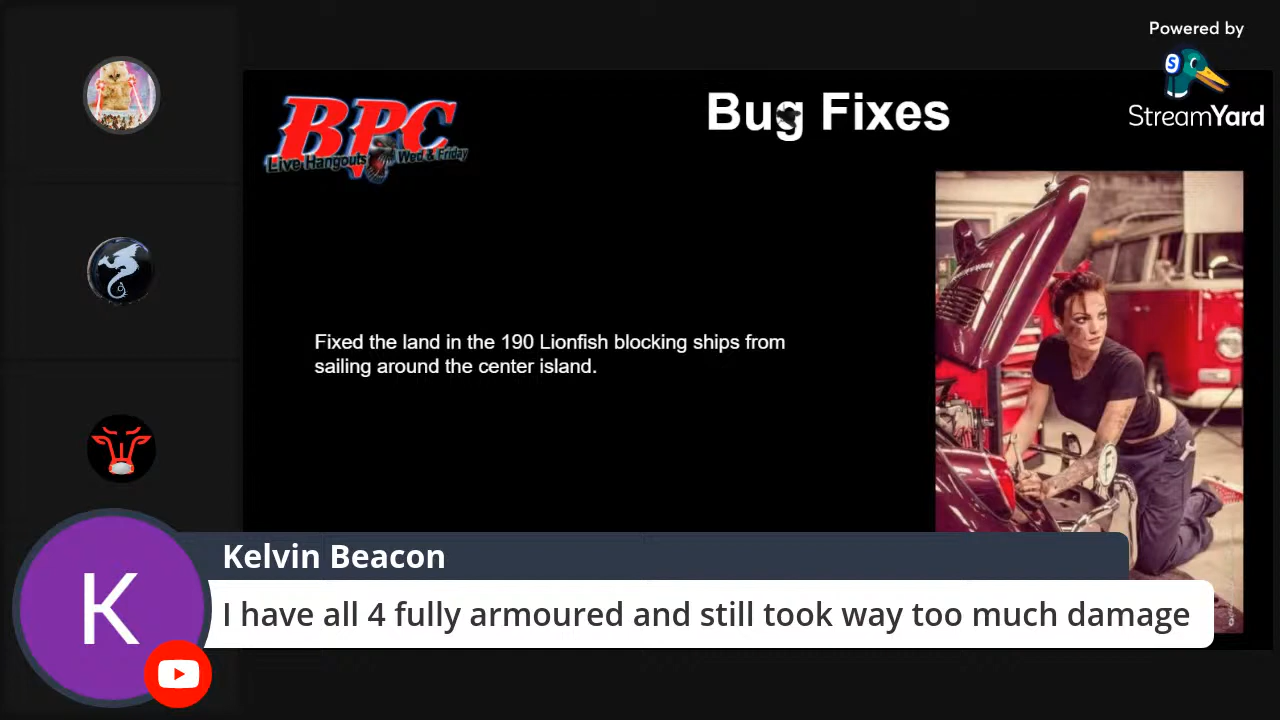 Powered by
S
StreamYard
BPC
Live Hangouts Wed & Friday
Bug Fixes
Fixed the land in the 190 Lionfish blocking ships from
sailing around the center island.
K
Kelvin Beacon
I have all 4 fully armoured and still took way too much damage